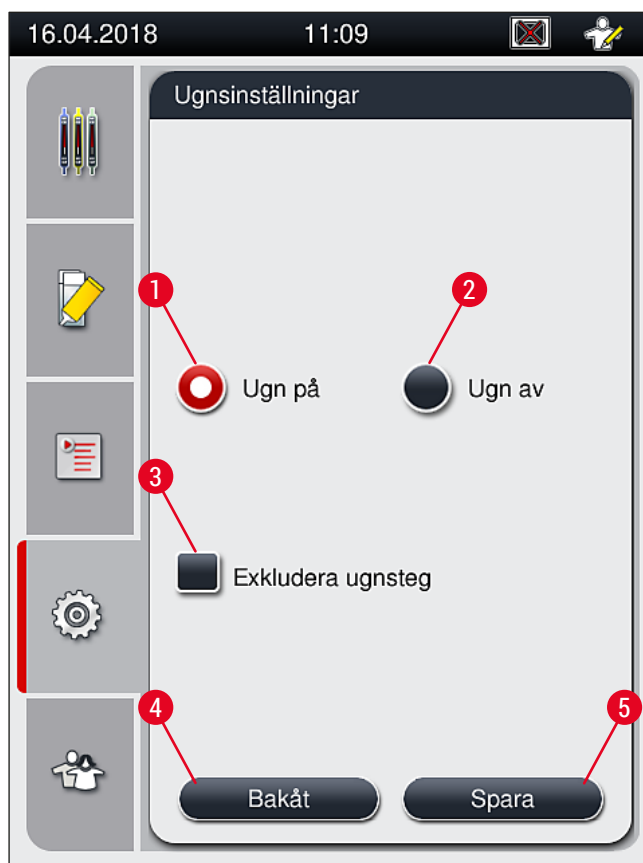 16.04.2018 11:09
Ugnsinställningar
1 2
Ugn på Ugn av
3
Exkludera ugnsteg
4 5
Bakåt Spara